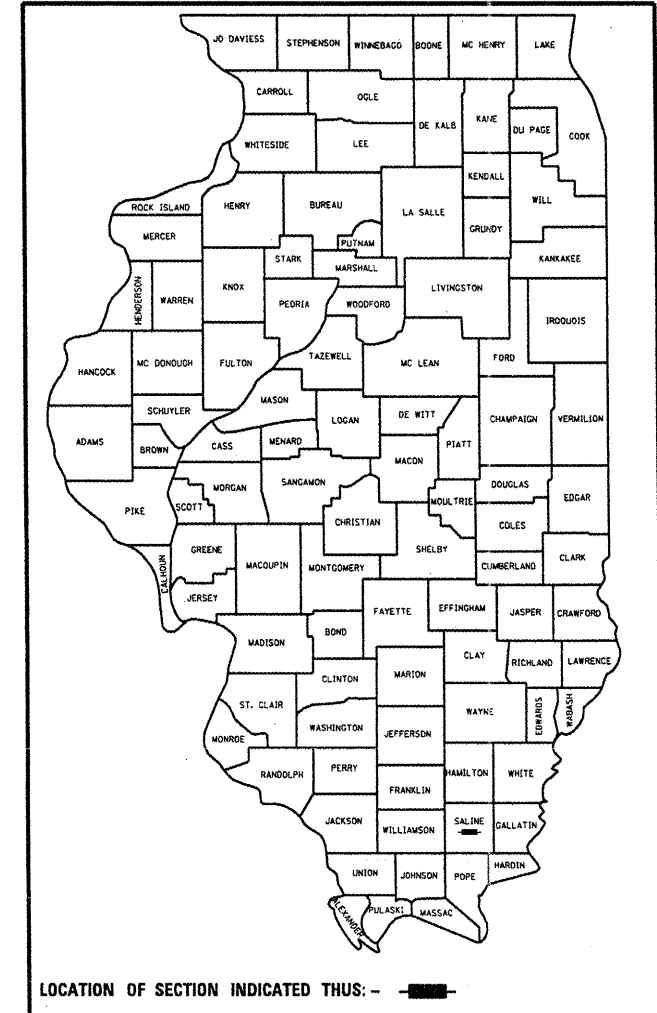 JO DAVIESS
STEPHENSON
WINNEBAGO
BOONE
MC HENRY
LAKE
CARROLL
OGLE
DE KALB
KANE
DU PAGE
COOK
WHITESIDE
LEE
KENDALL
WILL
ROCK ISLAND
HENRY
BUREAU
LA SALLE
GRUNDY
MERCER
PUTNAM
STARK
MARSHALL
KANKAKEE
HENDERSON
WARREN
KNOX
PEORIA
WOODFORD
LIVINGSTON
IROQUOIS
HANCOCK
MC DONOUGH
FULTON
TAZEWELL
MC LEAN
FORD
MASON
SCHUYLER
LOGAN
DE WITT
CHAMPAIGN
VERMILION
ADAMS
BROWN
CASS
MENARD
PIATT
MACON
MORGAN
SANGAMON
DOUGLAS
EDGAR
PIKE
SCOTT
MOULTRIE
CHRISTIAN
COLES
GREENE
MACOUPIN
MONTGOMERY
SHELBY
CUMBERLAND
CLARK
CALHOUN
JERSEY
FAYETTE
EFFINGHAM
JASPER
CRAWFORD
MADISON
BOND
CLAY
RICHLAND
LAWRENCE
CLINTON
MARION
ST. CLAIR
WASHINGTON
WAYNE
EDWARDS
WABASH
MONROE
JEFFERSON
RANDOLPH
PERRY
HAMILTON
WHITE
FRANKLIN
JACKSON
WILLIAMSON
SALINE
GALLATIN
UNION
JOHNSON
POPE
HARDIN
ALEXANDER
PULASKI
MASSAC
LOCATION OF SECTION INDICATED THUS: -